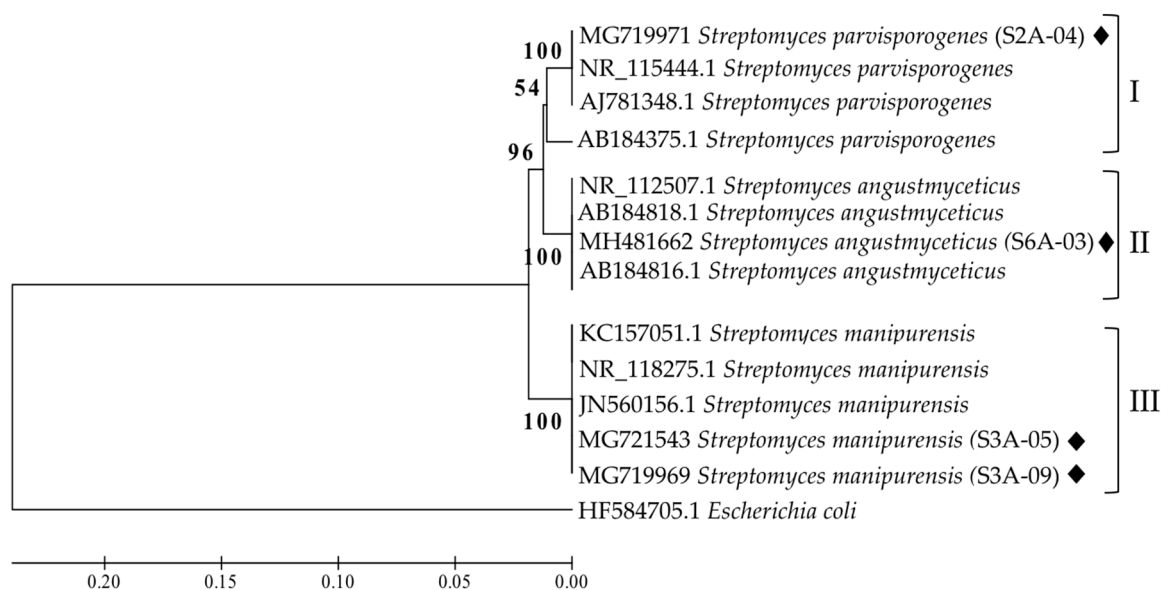 100
MG719971 Streptomyces parvisporogenes (S2A-04) ◆
NR_115444.1 Streptomyces parvisporogenes
54
AJ781348.1 Streptomyces parvisporogenes
I
AB184375.1 Streptomyces parvisporogenes
96
NR_112507.1 Streptomyces angustmyceticus
AB184818.1 Streptomyces angustmyceticus
MH481662 Streptomyces angustmyceticus (S6A-03) ◆
II
100
AB184816.1 Streptomyces angustmyceticus
KC157051.1 Streptomyces manipurensis
NR_118275.1 Streptomyces manipurensis
JN560156.1 Streptomyces manipurensis
III
100
MG721543 Streptomyces manipurensis (S3A-05) ◆
MG719969 Streptomyces manipurensis (S3A-09) ◆
HF584705.1 Escherichia coli
0.20 0.15 0.10 0.05 0.00